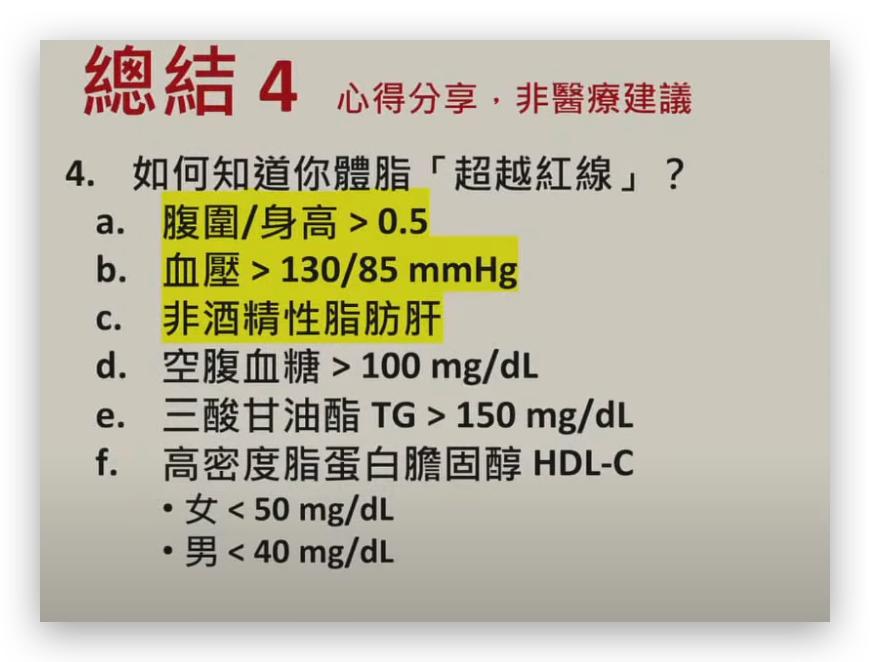 總結 4 心得分享，非醫療建議
4. 如何知道你體脂「超越紅線」？
a. 腹圍/身高 > 0.5
b. 血壓 > 130/85 mmHg
c. 非酒精性脂肪肝
d. 空腹血糖 > 100 mg/dL
e. 三酸甘油酯 TG > 150 mg/dL
f. 高密度脂蛋白膽固醇 HDL-C
• 女 < 50 mg/dL
• 男 < 40 mg/dL